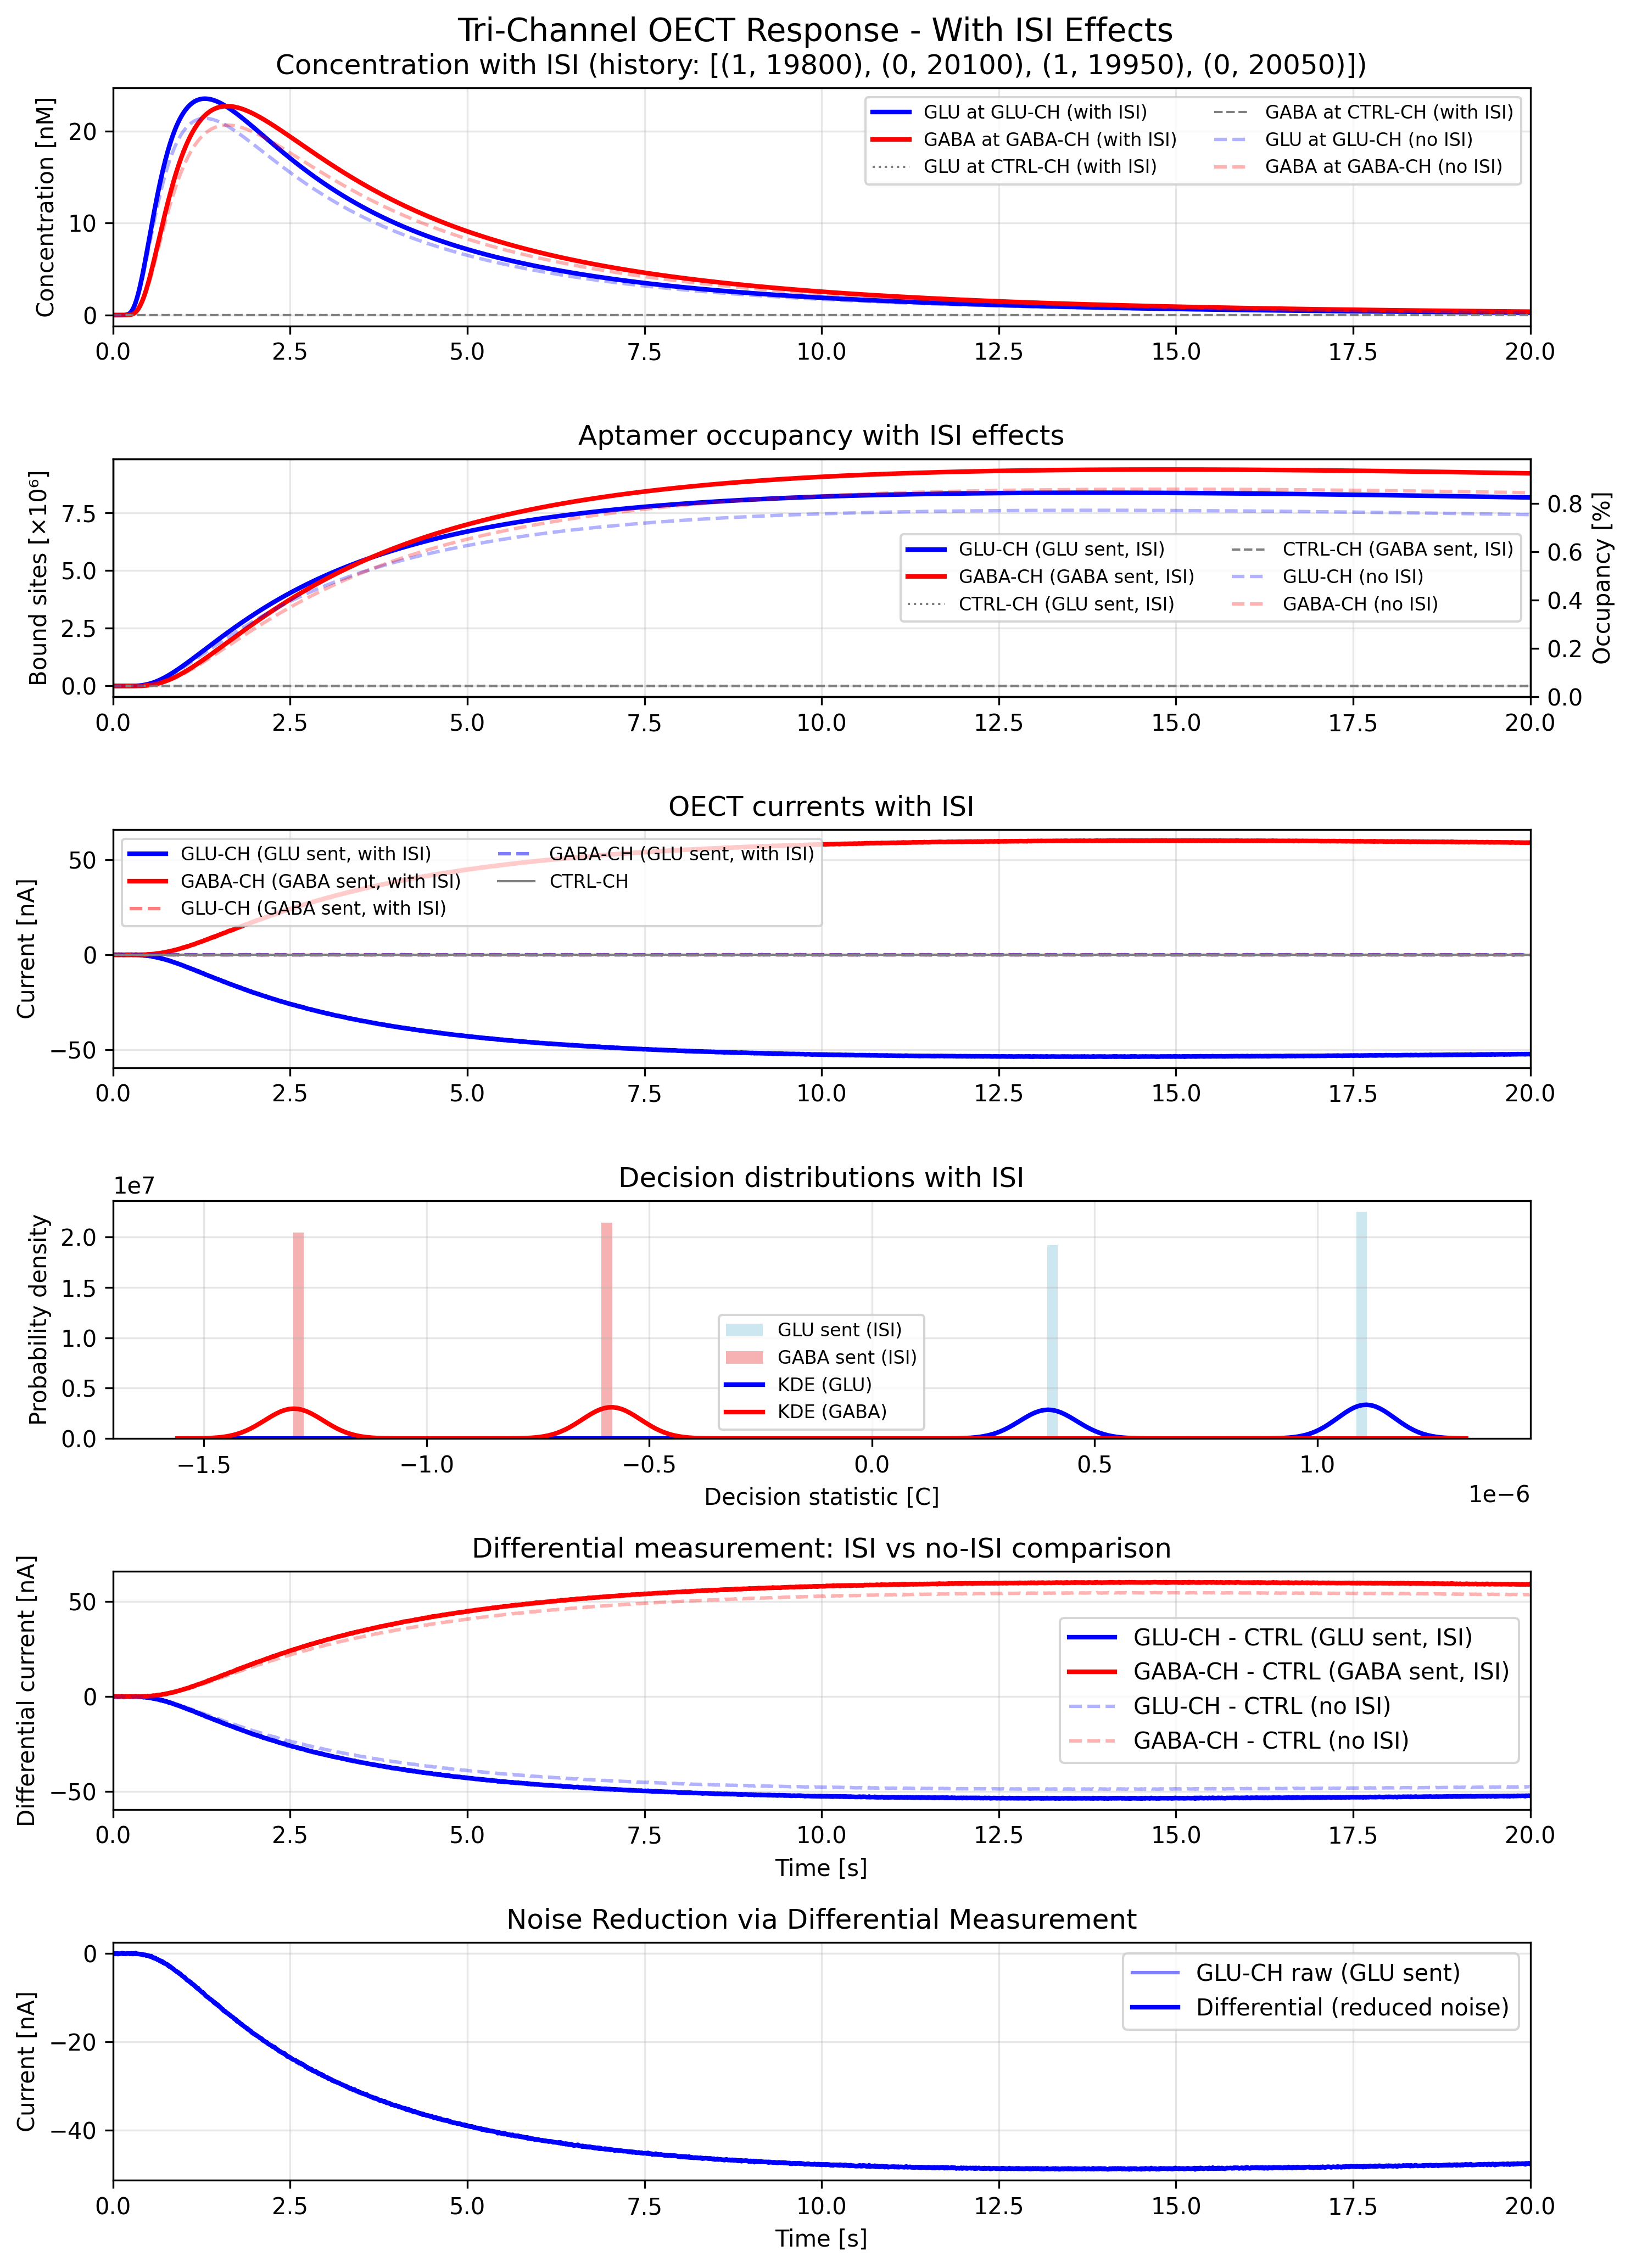 Tri-Channel OECT Response - With ISI Effects
Concentration with ISI (history: [(1, 19800), (0, 20100), (1, 19950), (0, 20050)])
Concentration [nM]
20
10
0
GLU at GLU-CH (with ISI)
GABA at GABA-CH (with ISI)
GLU at CTRL-CH (with ISI)
GABA at CTRL-CH (with ISI)
GLU at GLU-CH (no ISI)
GABA at GABA-CH (no ISI)
0.0 2.5 5.0 7.5 10.0 12.5 15.0 17.5 20.0
Aptamer occupancy with ISI effects
Bound sites [×10⁶]
7.5
5.0
2.5
0.0
GLU-CH (GLU sent, ISI)
GABA-CH (GABA sent, ISI)
CTRL-CH (GLU sent, ISI)
CTRL-CH (GABA sent, ISI)
GLU-CH (no ISI)
GABA-CH (no ISI)
0.8
0.6
0.4
0.2
0.0
Occupancy [%]
0.0 2.5 5.0 7.5 10.0 12.5 15.0 17.5 20.0
OECT currents with ISI
Current [nA]
50
0
−50
GLU-CH (GLU sent, with ISI)
GABA-CH (GABA sent, with ISI)
GLU-CH (GABA sent, with ISI)
GABA-CH (GLU sent, with ISI)
CTRL-CH
0.0 2.5 5.0 7.5 10.0 12.5 15.0 17.5 20.0
Decision distributions with ISI
1e7
Probability density
2.0
1.5
1.0
0.5
0.0
GLU sent (ISI)
GABA sent (ISI)
KDE (GLU)
KDE (GABA)
−1.5 −1.0 −0.5 0.0 0.5 1.0
Decision statistic [C]
1e−6
Differential measurement: ISI vs no-ISI comparison
Differential current [nA]
50
0
−50
GLU-CH - CTRL (GLU sent, ISI)
GABA-CH - CTRL (GABA sent, ISI)
GLU-CH - CTRL (no ISI)
GABA-CH - CTRL (no ISI)
0.0 2.5 5.0 7.5 10.0 12.5 15.0 17.5 20.0
Time [s]
Noise Reduction via Differential Measurement
Current [nA]
0
−20
−40
GLU-CH raw (GLU sent)
Differential (reduced noise)
0.0 2.5 5.0 7.5 10.0 12.5 15.0 17.5 20.0
Time [s]